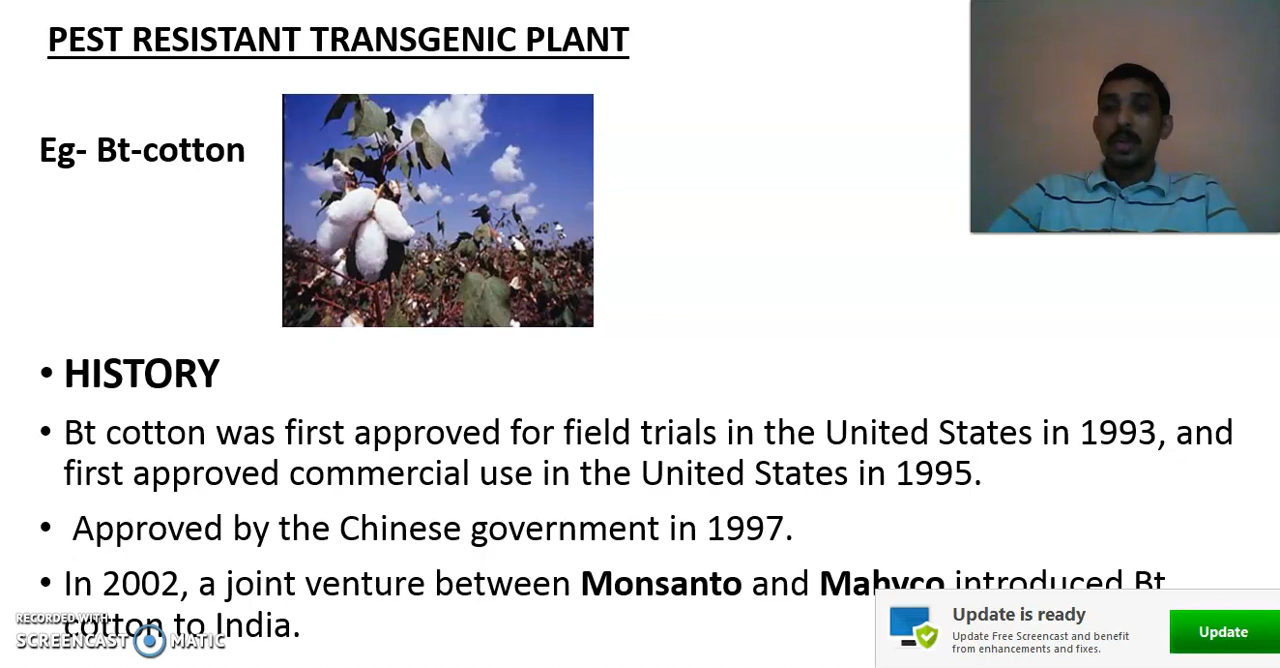 PEST RESISTANT TRANSGENIC PLANT
Eg- Bt-cotton
• HISTORY
• Bt cotton was first approved for field trials in the United States in 1993, and
first approved commercial use in the United States in 1995.
• Approved by the Chinese government in 1997.
• In 2002, a joint venture between Monsanto and Mahyco introduced Bt
cotton to India.
RECORDED WITH
SCREENCAST MATIC
Update is ready
Update Free Screencast and benefit
from enhancements and fixes.
Update